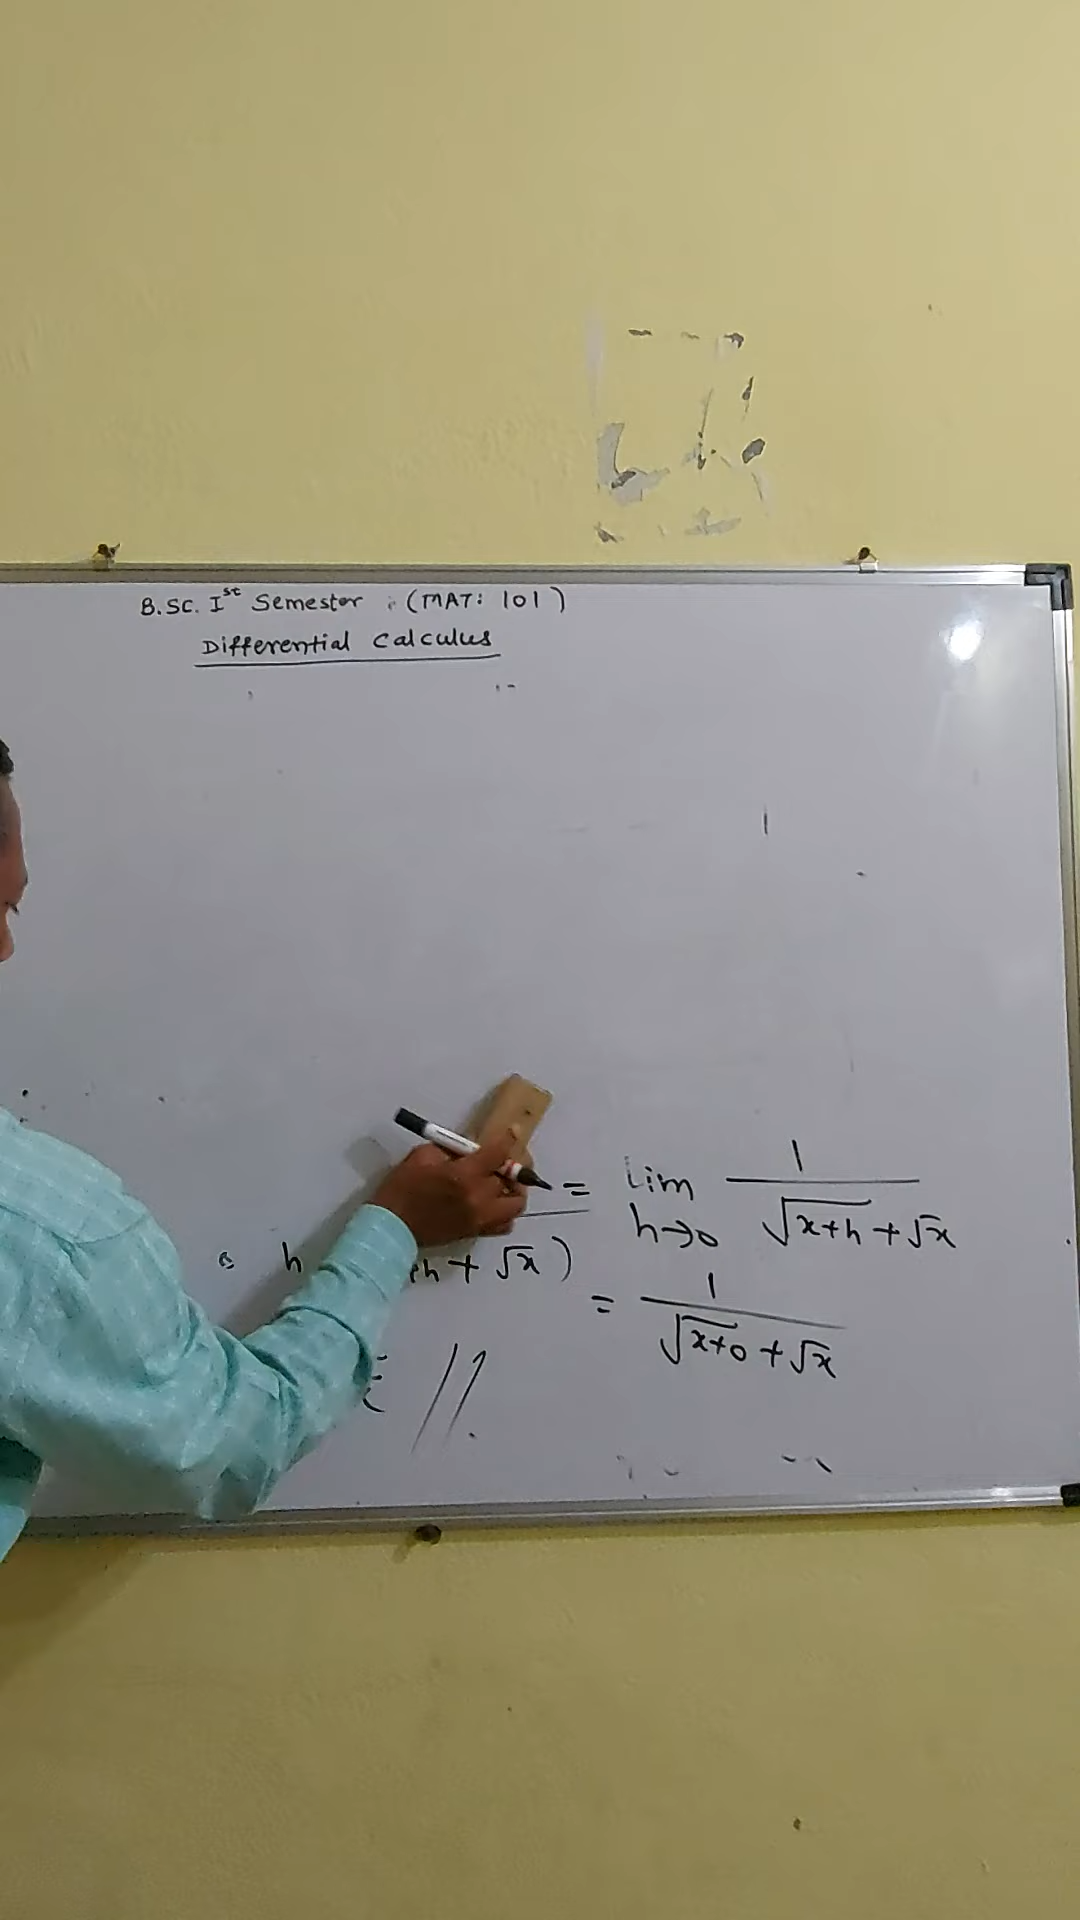 B.SC. Ist Semester : (MAT: 101)
Differential Calculus
= lim h→0 1/(√x+h + √x)
h h + √x )
= 1/(√x+0 + √x)
//.